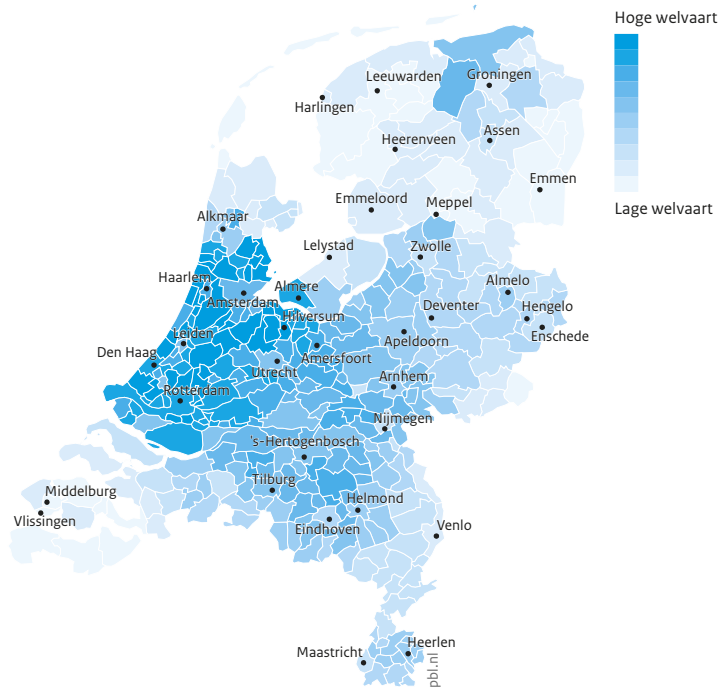 Hoge welvaart
Lage welvaart
Leeuwarden
Groningen
Harlingen
Assen
Heerenveen
Emmen
Emmeloord
Meppel
Alkmaar
Lelystad
Zwolle
Haarlem
Almere
Almelo
Amsterdam
Deventer
Hengelo
Hilversum
Leiden
Enschede
Den Haag
Amersfoort
Apeldoorn
Utrecht
Arnhem
Rotterdam
Nijmegen
's-Hertogenbosch
Tilburg
Middelburg
Helmond
Vlissingen
Eindhoven
Venlo
Maastricht
Heerlen
pbl.nl